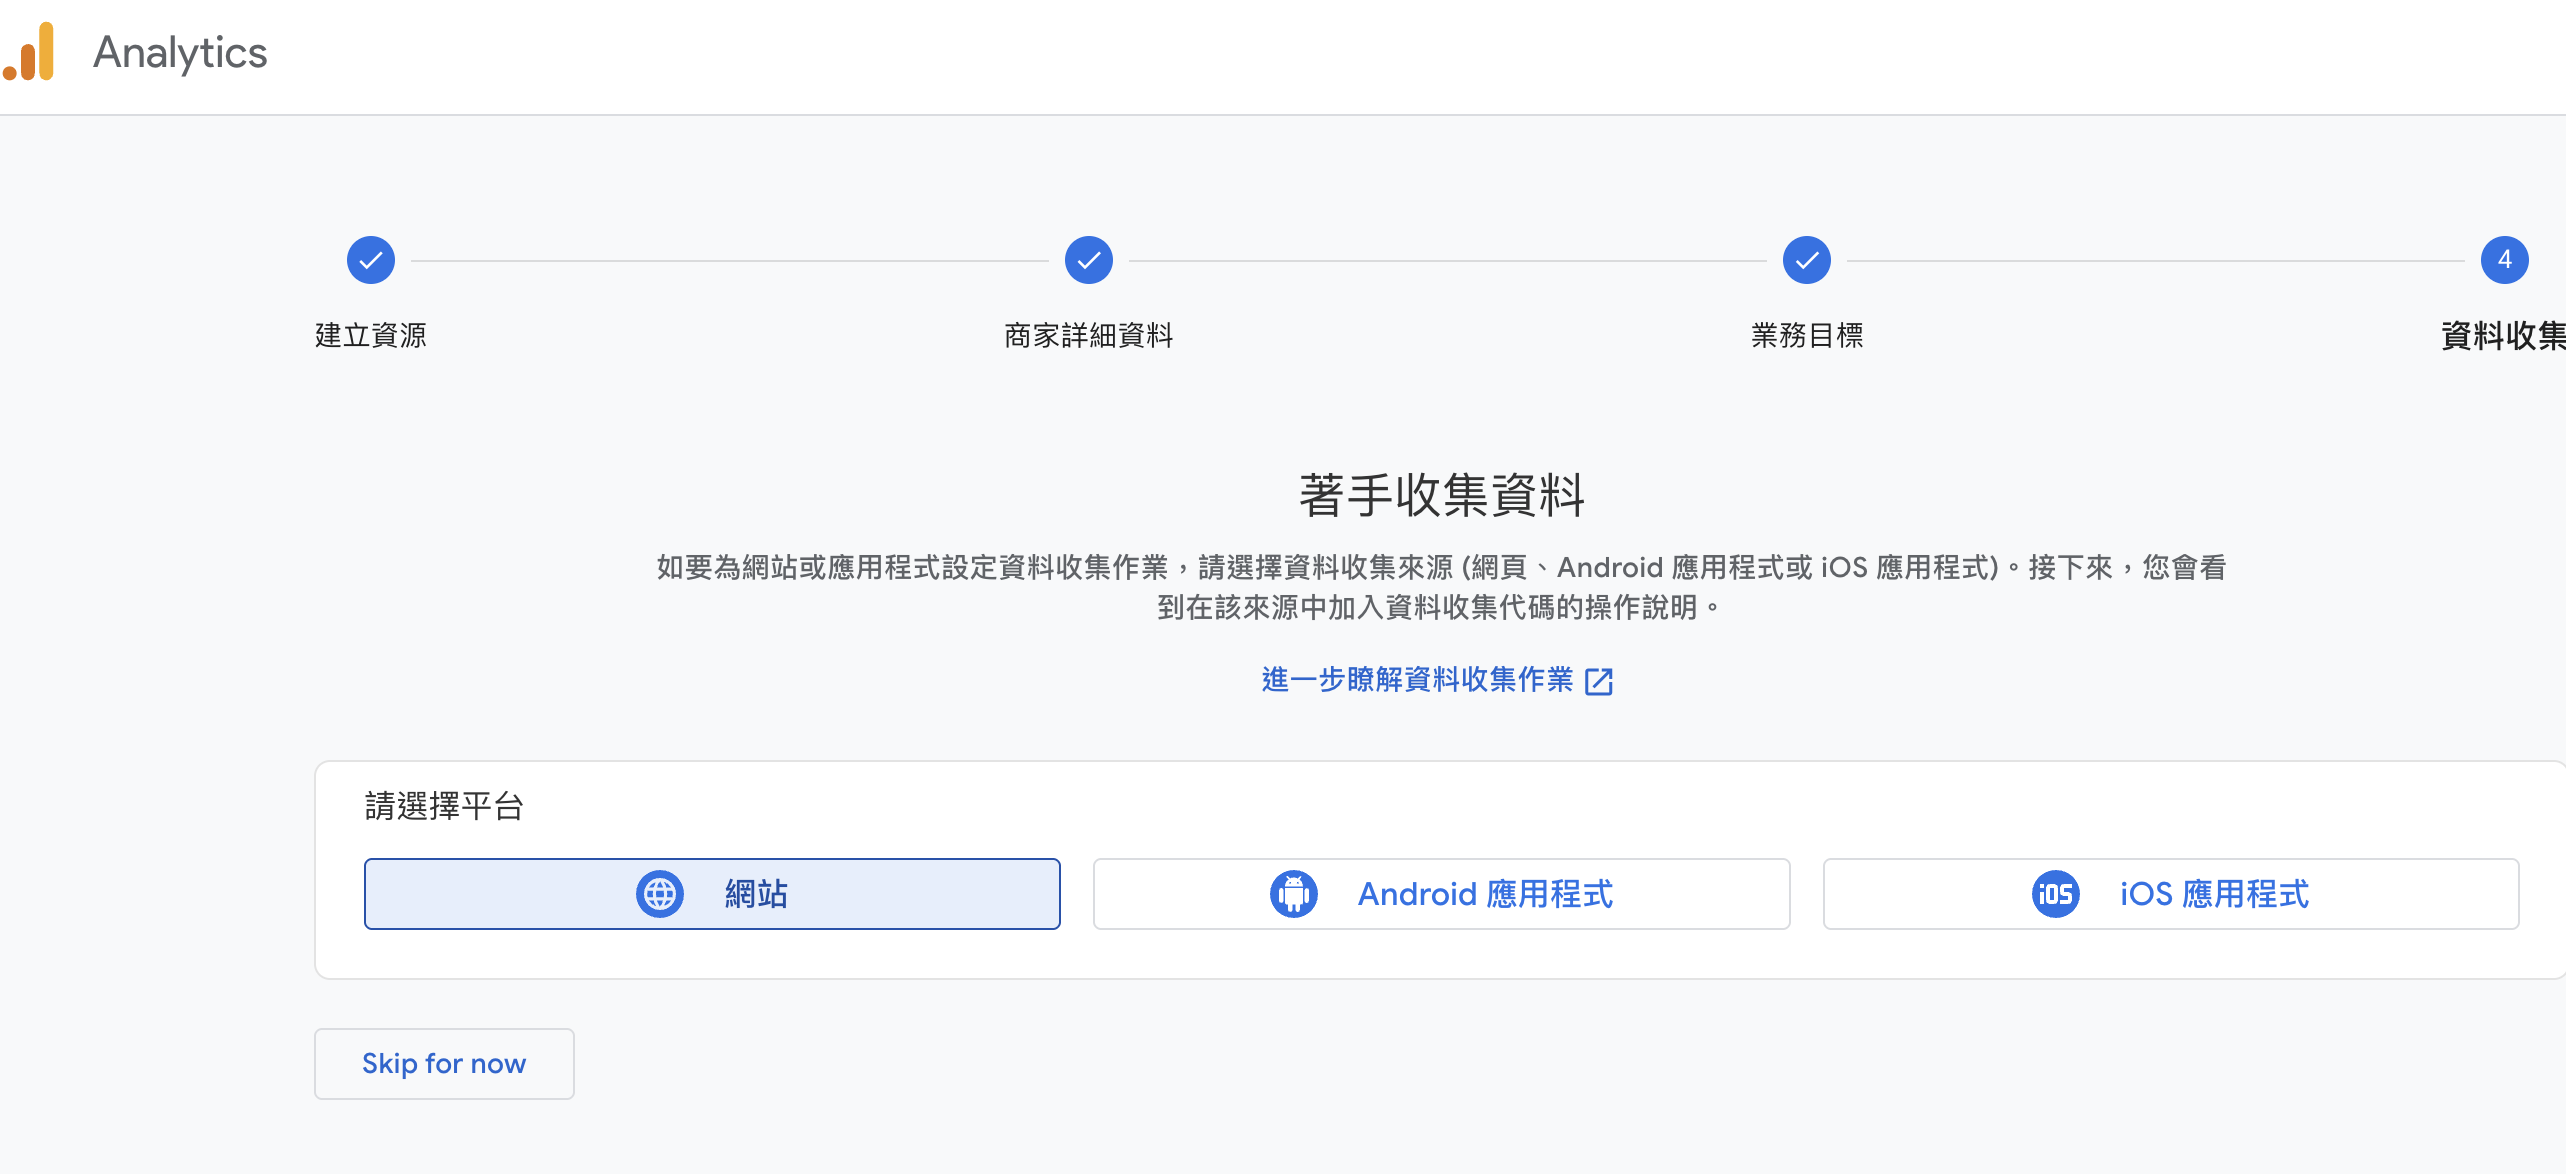 Analytics
4
建立資源
商家詳細資料
業務目標
資料收集
著手收集資料
如要為網站或應用程式設定資料收集作業，請選擇資料收集來源 (網頁、Android 應用程式或 iOS 應用程式)。接下來，您會看
到在該來源中加入資料收集代碼的操作說明。
進一步瞭解資料收集作業
請選擇平台
網站
Android 應用程式
iOS iOS 應用程式
Skip for now